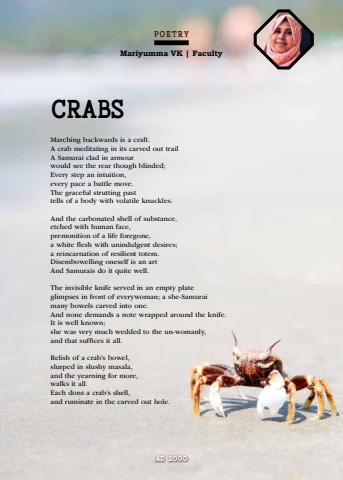 POETRY
Mariyumma VK | Faculty
CRABS
Marching backwards is a craft.
A crab meditating in its carved out trail
A Samurai clad in armour
would see the rear though blinded;
Every step an intuition,
every pace a battle move.
The graceful strutting past
tells of a body with volatile knuckles.
And the carbonated shell of substance,
etched with human face,
premonition of a life foregone,
a white flesh with unindulgent desires;
a reincarnation of resilient totem.
Disembowelling oneself is an art
And Samurais do it quite well.
The invisible knife served in an empty plate
glimpses in front of everywoman; a she-Samurai
many bowels carved into one.
And none demands a note wrapped around the knife.
It is well known;
she was very much wedded to the un-womanly,
and that suffices it all.
Relish of a crab's bowel,
slurped in slushy masala,
and the yearning for more,
walks it all.
Each dons a crab's shell,
and ruminate in the carved out hole.
AD 2000